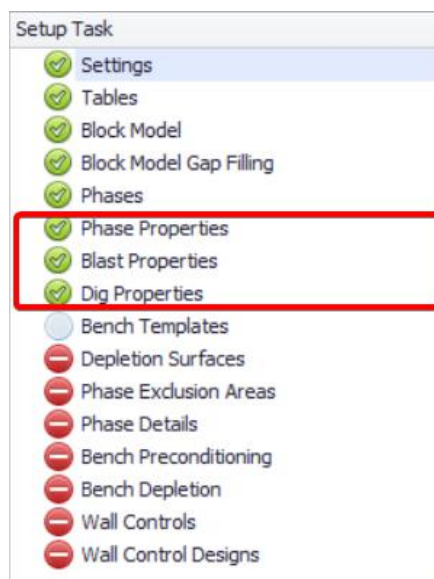 Setup Task
Settings
Tables
Block Model
Block Model Gap Filling
Phases
Phase Properties
Blast Properties
Dig Properties
Bench Templates
Depletion Surfaces
Phase Exclusion Areas
Phase Details
Bench Preconditioning
Bench Depletion
Wall Controls
Wall Control Designs